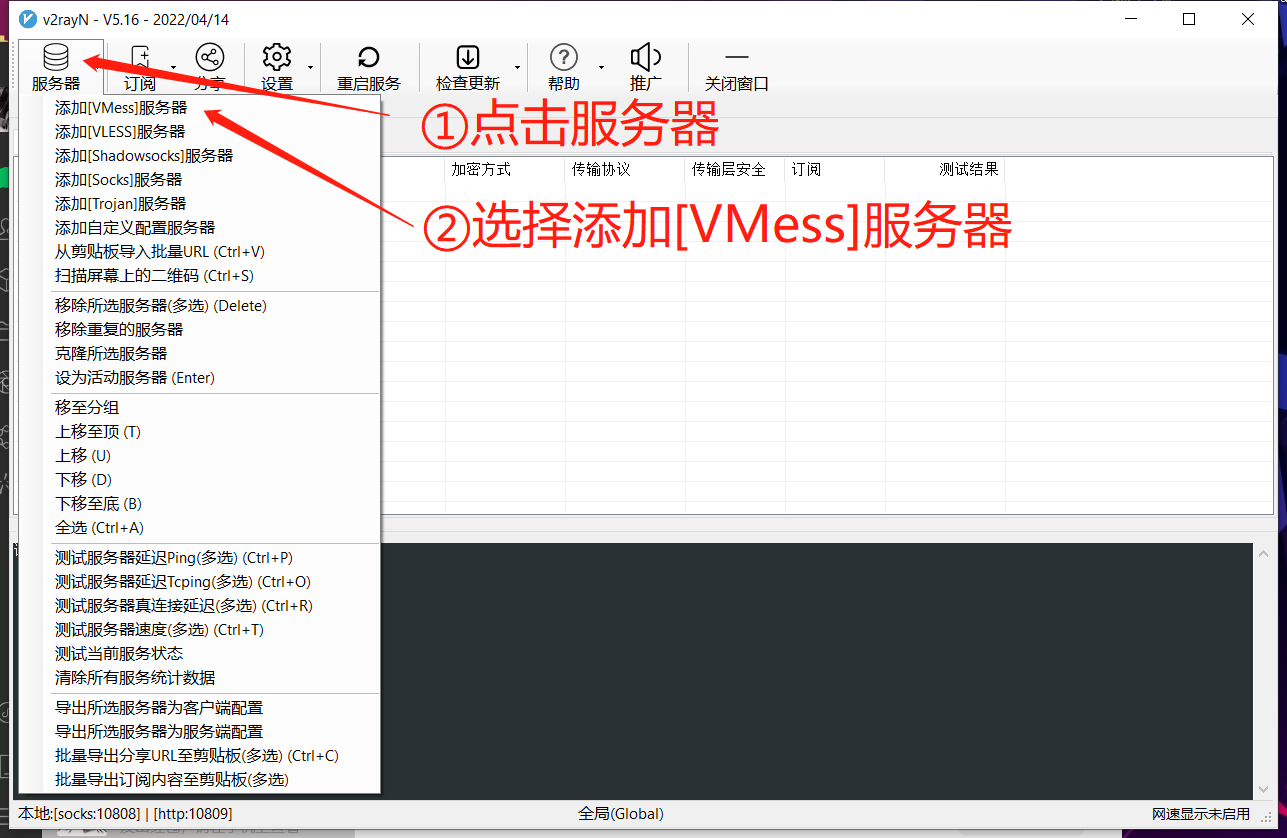 v2rayN - V5.16 - 2022/04/14
服务器 订阅 分享 设置 重启服务 检查更新 帮助 推广 关闭窗口
添加[VMess]服务器
①点击服务器
添加[VLESS]服务器
添加[Shadowsocks]服务器
加密方式 传输协议 传输层安全 订阅 测试结果
添加[Socks]服务器
添加[Trojan]服务器
②选择添加[VMess]服务器
添加自定义配置服务器
从剪贴板导入批量URL (Ctrl+V)
扫描屏幕上的二维码 (Ctrl+S)
移除所选服务器(多选) (Delete)
移除重复的服务器
克隆所选服务器
设为活动服务器 (Enter)
移至分组
上移至顶 (T)
上移 (U)
下移 (D)
下移至底 (B)
全选 (Ctrl+A)
测试服务器延迟Ping(多选) (Ctrl+P)
测试服务器延迟Tcping(多选) (Ctrl+O)
测试服务器真连接延迟(多选) (Ctrl+R)
测试服务器速度(多选) (Ctrl+T)
测试当前服务状态
清除所有服务统计数据
导出所选服务器为客户端配置
导出所选服务器为服务端配置
批量导出分享URL至剪贴板(多选) (Ctrl+C)
批量导出订阅内容至剪贴板(多选)
本地:[socks:10808] | [http:10809] 全局(Global) 网速显示未启用